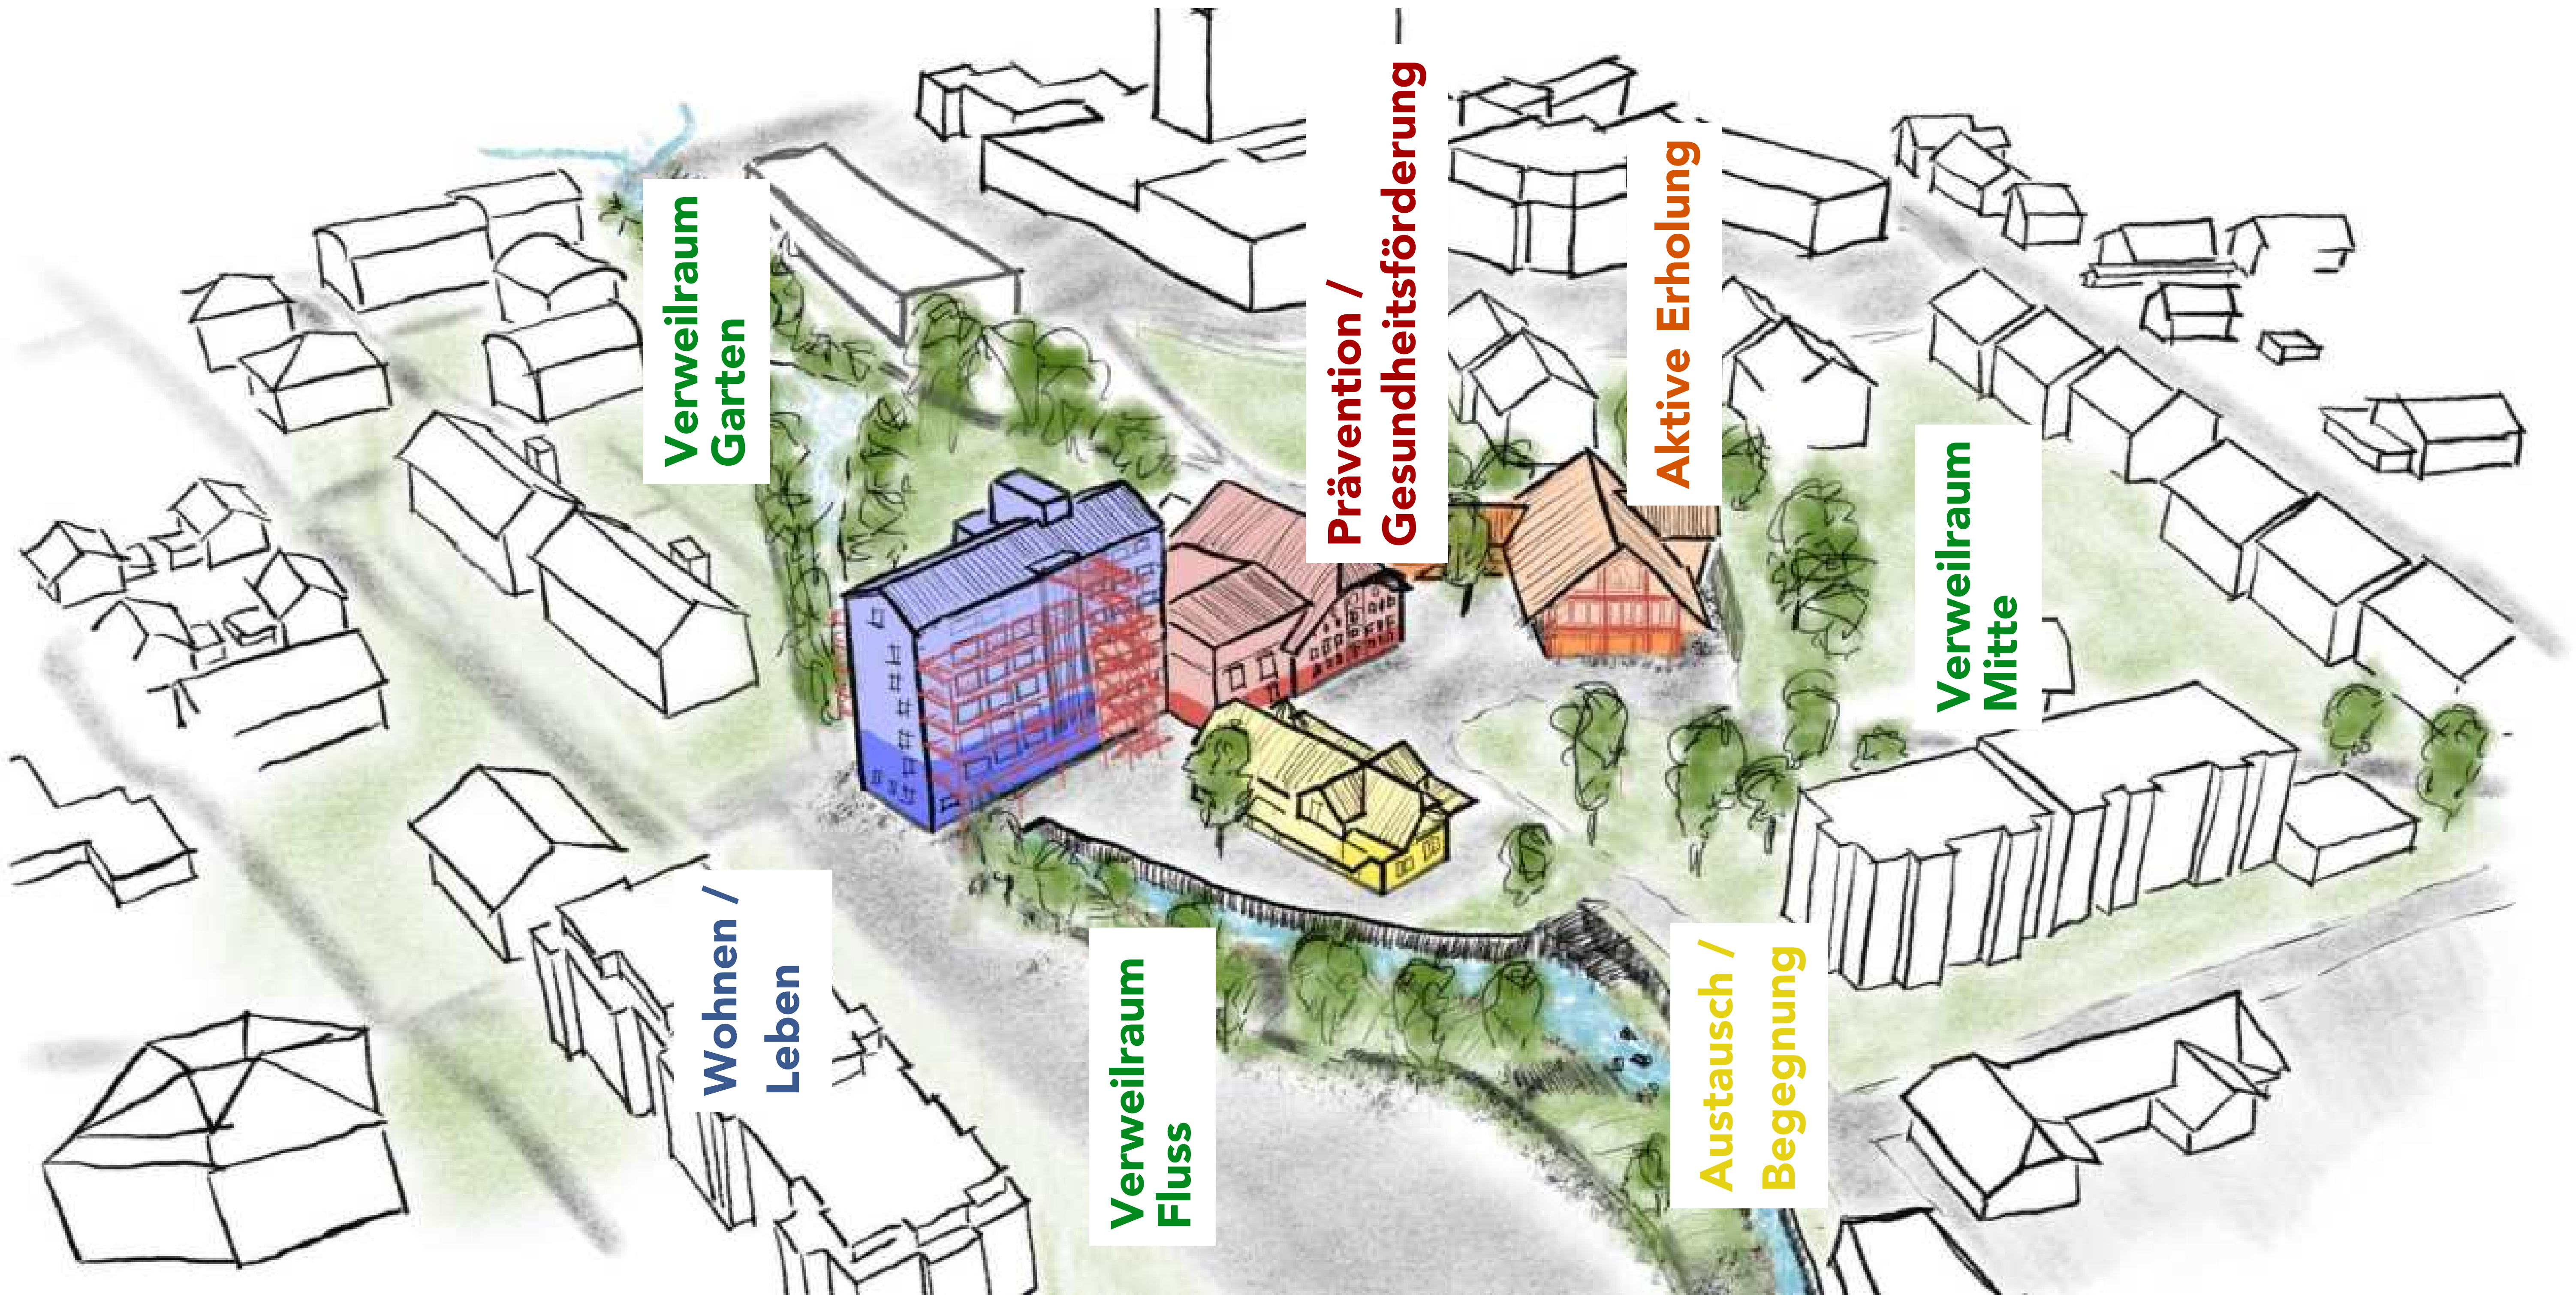 Verweilraum
Garten
Prävention /
Gesundheitsförderung
Aktive Erholung
Verweilraum
Mitte
Wohnen /
Leben
Verweilraum
Fluss
Austausch /
Begegnung